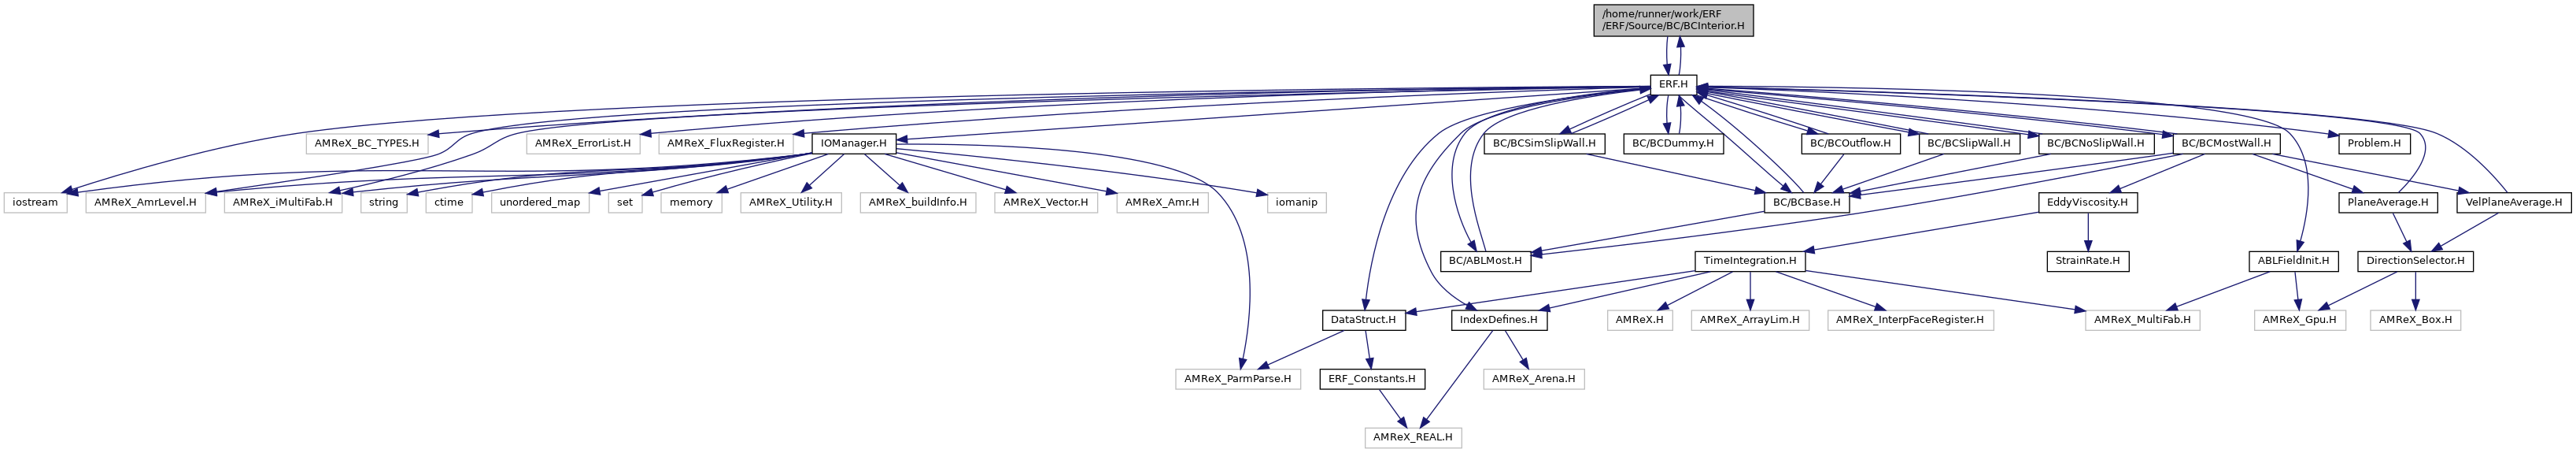 /home/runner/work/ERF
/ERF/Source/BC/BCInterior.H
ERF.H
AMReX_BC_TYPES.H
AMReX_ErrorList.H
AMReX_FluxRegister.H
IOManager.H
BC/BCSimSlipWall.H
BC/BCDummy.H
BC/BCOutflow.H
BC/BCSlipWall.H
BC/BCNoSlipWall.H
BC/BCMostWall.H
Problem.H
iostream
AMReX_AmrLevel.H
AMReX_iMultiFab.H
string
ctime
unordered_map
set
memory
AMReX_Utility.H
AMReX_buildInfo.H
AMReX_Vector.H
AMReX_Amr.H
iomanip
BC/BCBase.H
EddyViscosity.H
PlaneAverage.H
VelPlaneAverage.H
BC/ABLMost.H
TimeIntegration.H
StrainRate.H
ABLFieldInit.H
DirectionSelector.H
DataStruct.H
IndexDefines.H
AMReX.H
AMReX_ArrayLim.H
AMReX_InterpFaceRegister.H
AMReX_MultiFab.H
AMReX_Gpu.H
AMReX_Box.H
AMReX_ParmParse.H
ERF_Constants.H
AMReX_Arena.H
AMReX_REAL.H